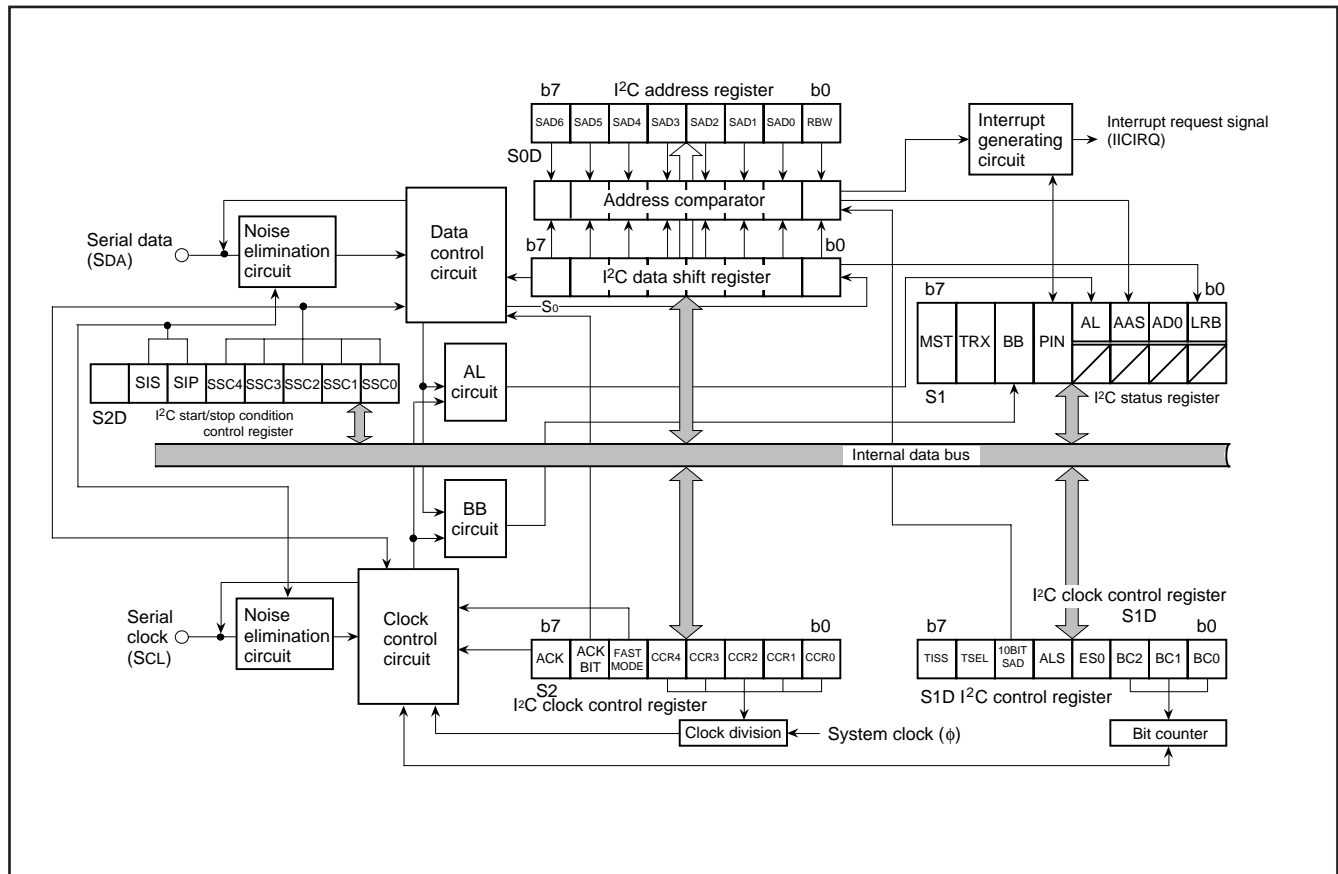 b7 I²C address register b0
SAD6 SAD5 SAD4 SAD3 SAD2 SAD1 SAD0 RBW
S0D
Interrupt
generating
circuit
Interrupt request signal
(IICIRQ)
Address comparator
Serial data
(SDA)
Noise
elimination
circuit
Data
control
circuit
b7 b0
I²C data shift register
S0
b7 b0
MST TRX BB PIN AL AAS AD0 LRB
S1
I²C status register
SIS SIP SSC4 SSC3 SSC2 SSC1 SSC0
S2D
I²C start/stop condition
control register
AL
circuit
Internal data bus
BB
circuit
Serial
clock
(SCL)
Noise
elimination
circuit
Clock
control
circuit
b7 b0
ACK ACK BIT FAST MODE CCR4 CCR3 CCR2 CCR1 CCR0
S2
I²C clock control register
Clock division
System clock (ϕ)
I²C clock control register
S1D
b7 b0
TISS TSEL 10BIT SAD ALS ES0 BC2 BC1 BC0
S1D I²C control register
Bit counter